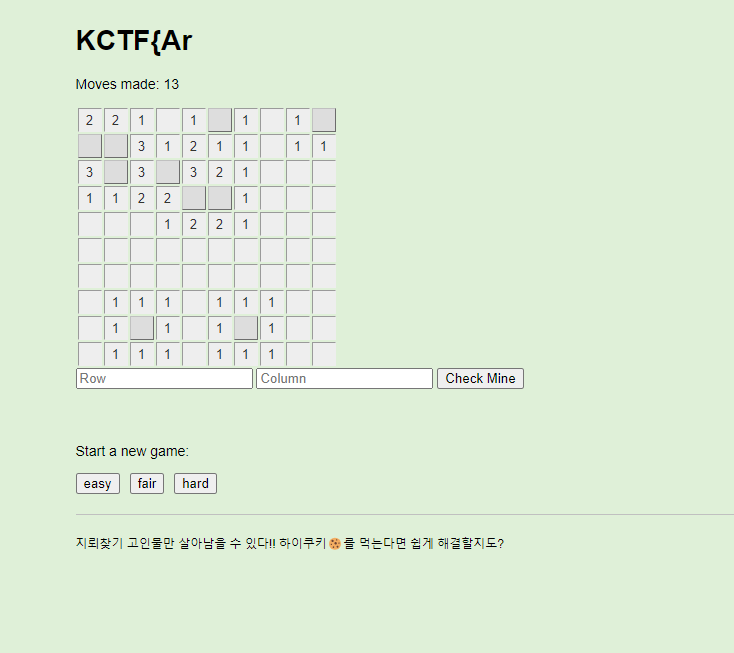 KCTF{Ar
Moves made: 13
2 2 1 1 1 1
3 1 2 1 1 1 1
3 3 3 2 1
1 1 2 2 1
1 2 2 1
1 1 1 1 1 1
1 1 1 1
1 1 1 1 1 1
Row Column Check Mine
Start a new game:
easy fair hard
지뢰찾기 고인물만 살아남을 수 있다!! 하이쿠키🍪를 먹는다면 쉽게 해결할지도?